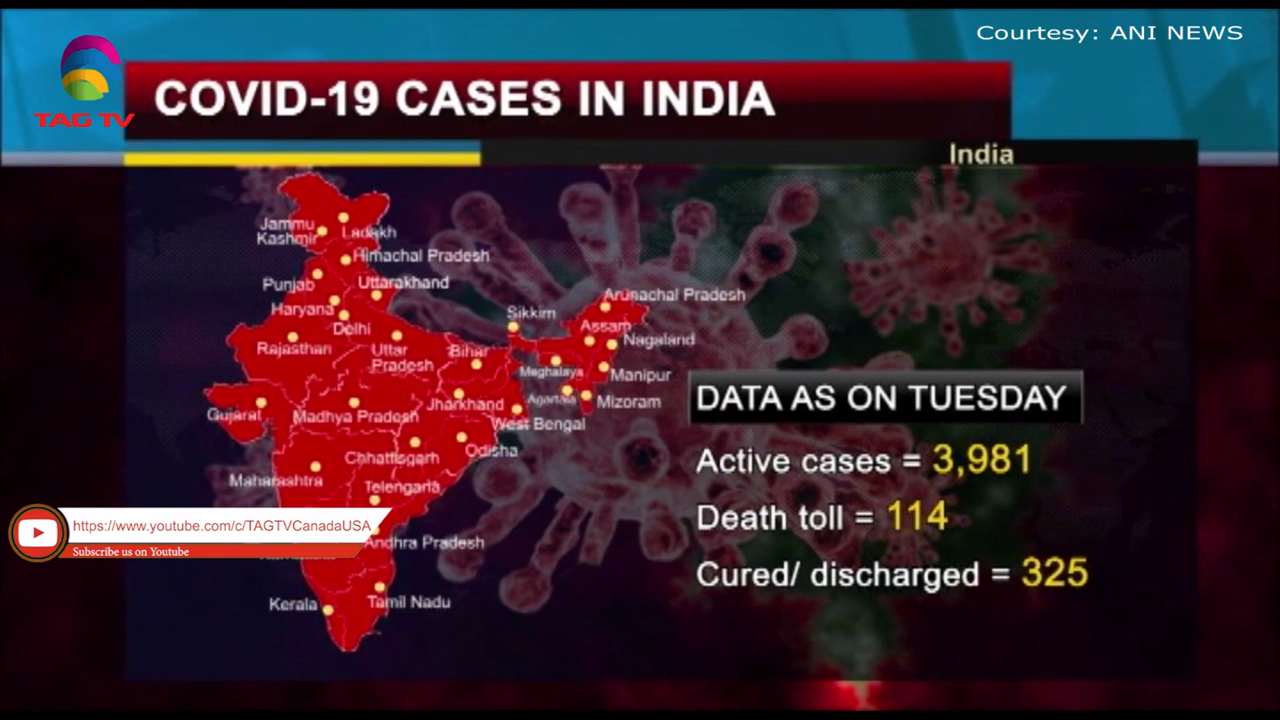 Courtesy: ANI NEWS
TAG TV
COVID-19 CASES IN INDIA
India
Jammu
Kashmir
Ladakh
Himachal Pradesh
Punjab
Uttarakhand
Haryana
Delhi
Arunachal Pradesh
Sikkim
Assam
Nagaland
Rajasthan
Uttar
Pradesh
Bihar
Meghalaya
Manipur
Gujarat
Madhya Pradesh
Jharkhand
Agartala
Mizoram
West Bengal
Chhattisgarh
Odisha
Maharashtra
Telengana
Andhra Pradesh
Kerala
Tamil Nadu
DATA AS ON TUESDAY
Active cases = 3,981
Death toll = 114
Cured/ discharged = 325
https://www.youtube.com/c/TAGTVCanadaUSA
Subscribe us on Youtube